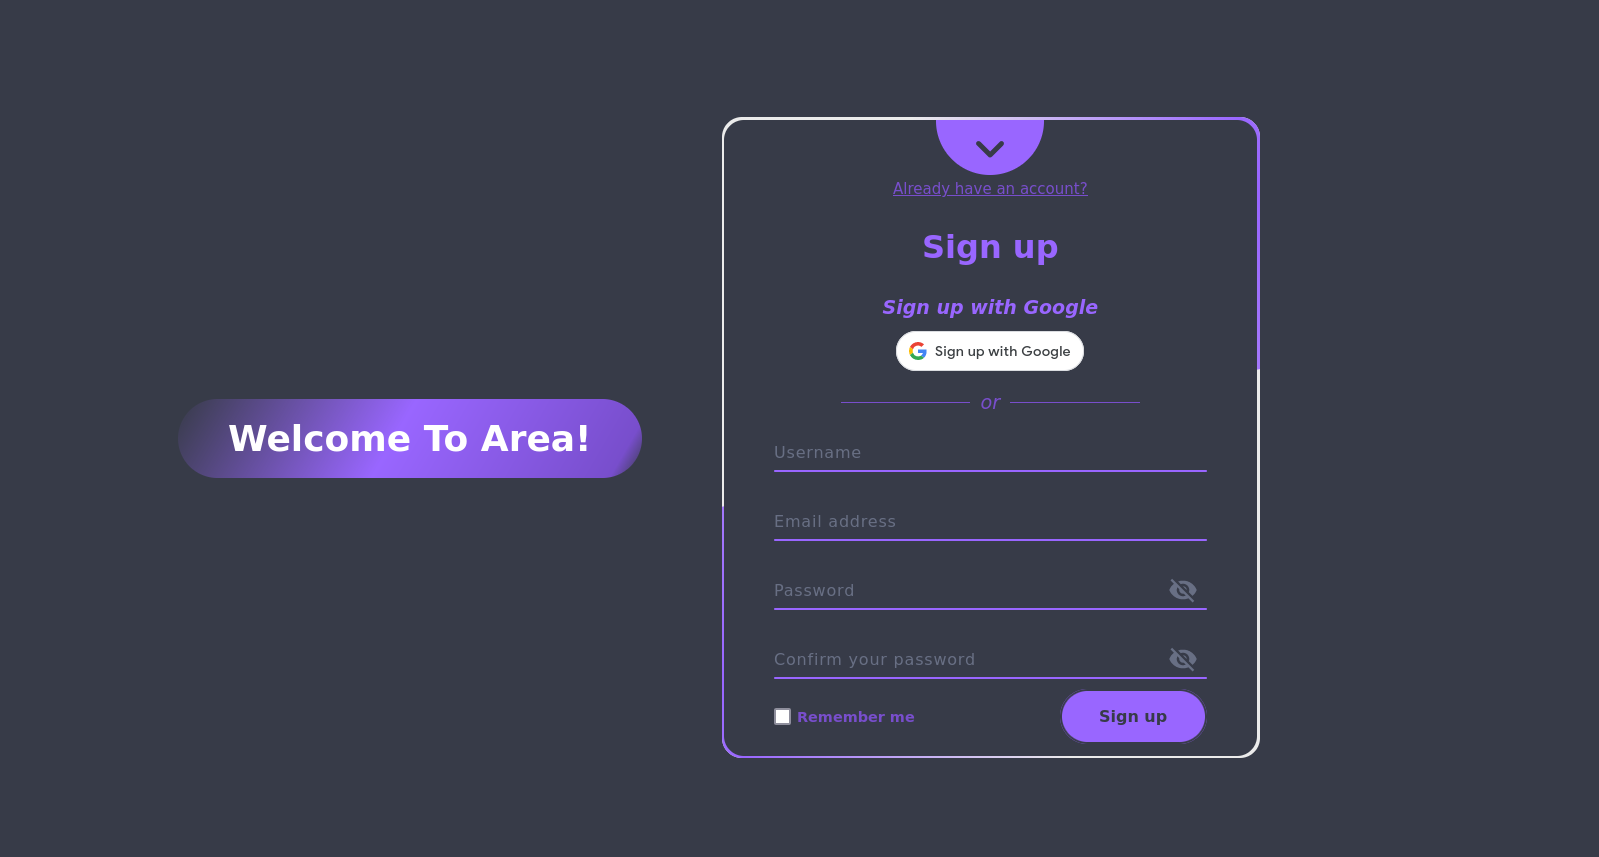 Welcome To Area!
Already have an account?
Sign up
Sign up with Google
Sign up with Google
or
Username
Email address
Password
Confirm your password
Remember me
Sign up